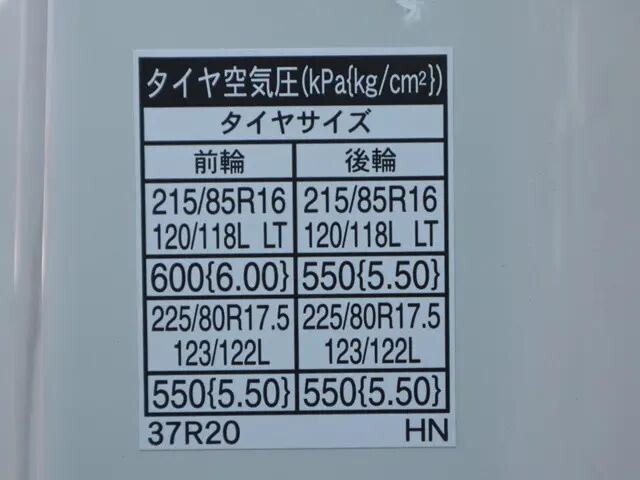 タイヤ空気圧(kPa{kg/cm²})
タイヤサイズ
前輪 後輪
215/85R16 215/85R16
120/118L LT 120/118L LT
600{6.00} 550{5.50}
225/80R17.5 225/80R17.5
123/122L 123/122L
550{5.50} 550{5.50}
37R20 HN